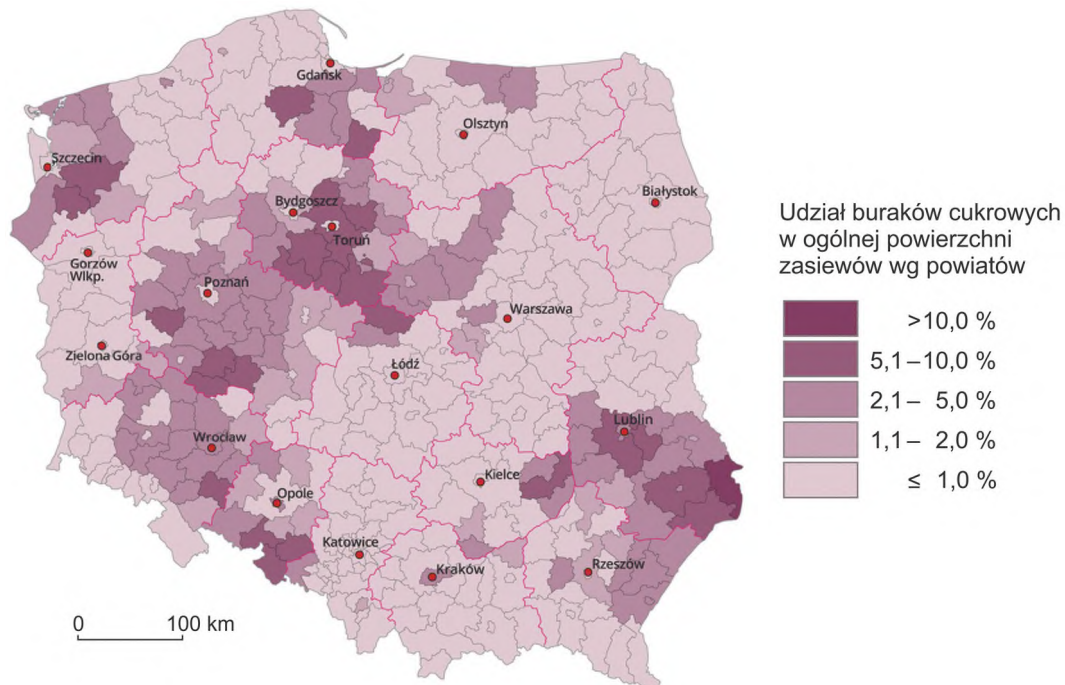 Gdańsk
Olsztyn
Szczecin
Białystok
Bydgoszcz
Toruń
Gorzów
Wlkp.
Poznań
Warszawa
Zielona Góra
Łódź
Lublin
Wrocław
Kielce
Opole
Katowice
Kraków
Rzeszów
0 100 km
Udział buraków cukrowych
w ogólnej powierzchni
zasiewów wg powiatów
>10,0 %
5,1–10,0 %
2,1– 5,0 %
1,1– 2,0 %
≤ 1,0 %